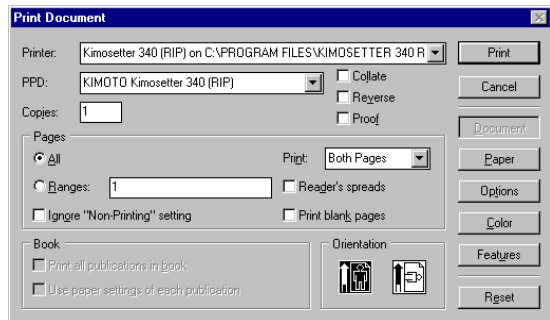 Print Document
Printer: Kimosetter 340 (RIP) on C:\PROGRAM FILES\KIMOSETTER 340 R Print
PPD: KIMOTO Kimosetter 340 (RIP) Collate Cancel
Reverse
Copies: 1 Proof
Document
Pages
All Print: Both Pages Paper
Ranges: 1 Reader's spreads Options
Ignore "Non-Printing" setting Print blank pages Color
Book Orientation
Print all publications in book Features
Use paper settings of each publication Reset